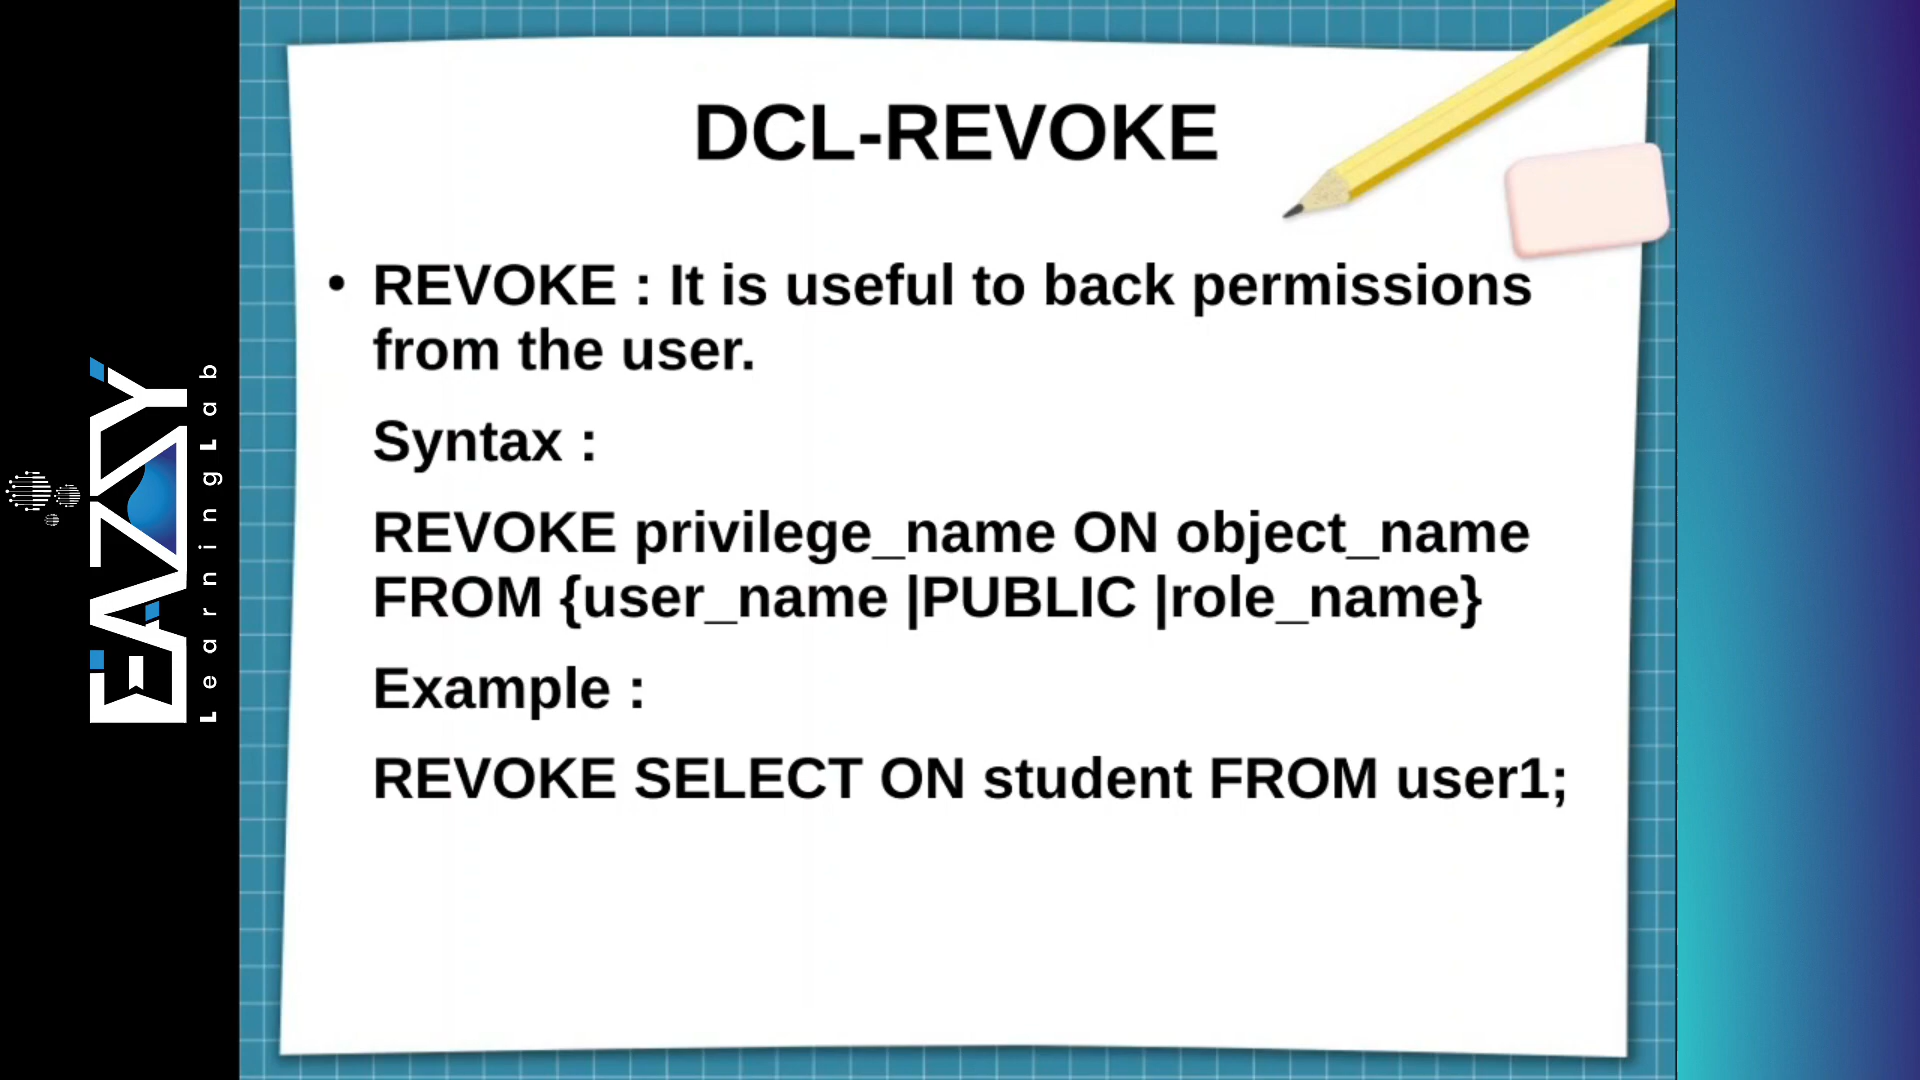 DCL-REVOKE
• REVOKE : It is useful to back permissions
from the user.
Syntax :
REVOKE privilege_name ON object_name
FROM {user_name |PUBLIC |role_name}
Example :
REVOKE SELECT ON student FROM user1;
EAZY
Learning Lab